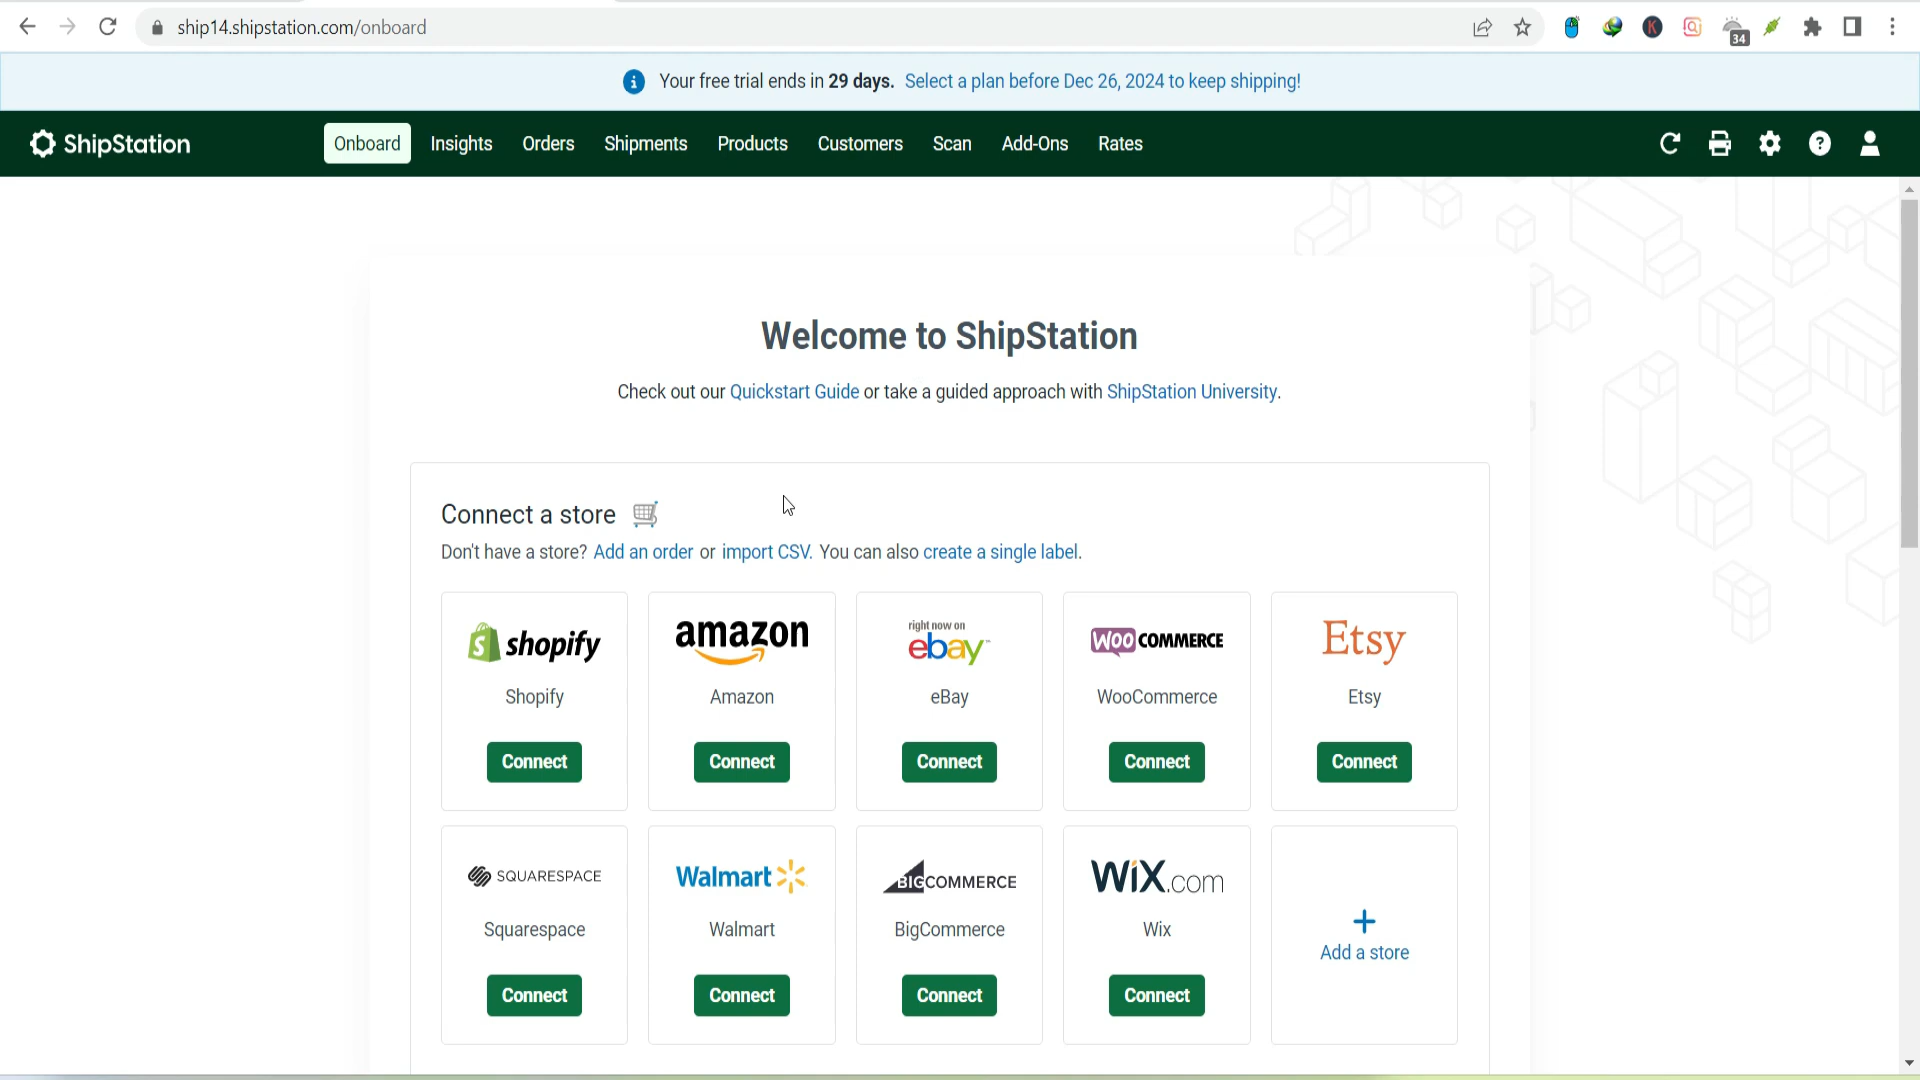 ship14.shipstation.com/onboard
34
Your free trial ends in 29 days. Select a plan before Dec 26, 2024 to keep shipping!
ShipStation Onboard Insights Orders Shipments Products Customers Scan Add-Ons Rates
Welcome to ShipStation
Check out our Quickstart Guide or take a guided approach with ShipStation University.
Connect a store
Don't have a store? Add an order or import CSV. You can also create a single label.
shopify amazon right now on ebay WOO COMMERCE Etsy
Shopify Amazon eBay WooCommerce Etsy
Connect Connect Connect Connect Connect
SQUARESPACE Walmart BIGCOMMERCE WiX.com
Squarespace Walmart BigCommerce Wix
+ Add a store
Connect Connect Connect Connect